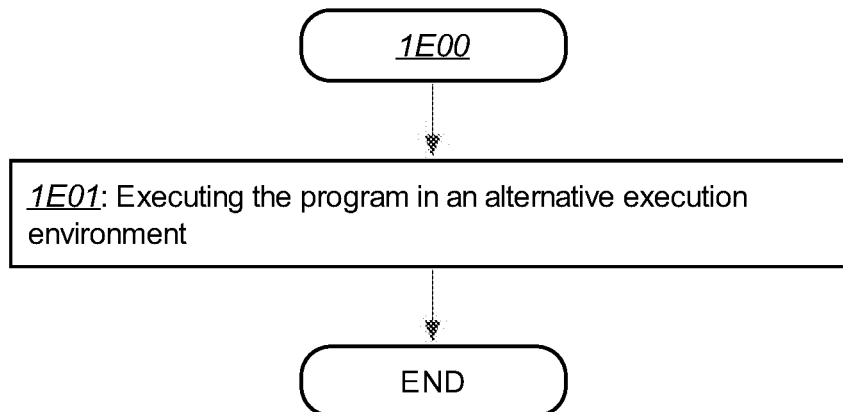 1E00
1E01: Executing the program in an alternative execution
environment
END